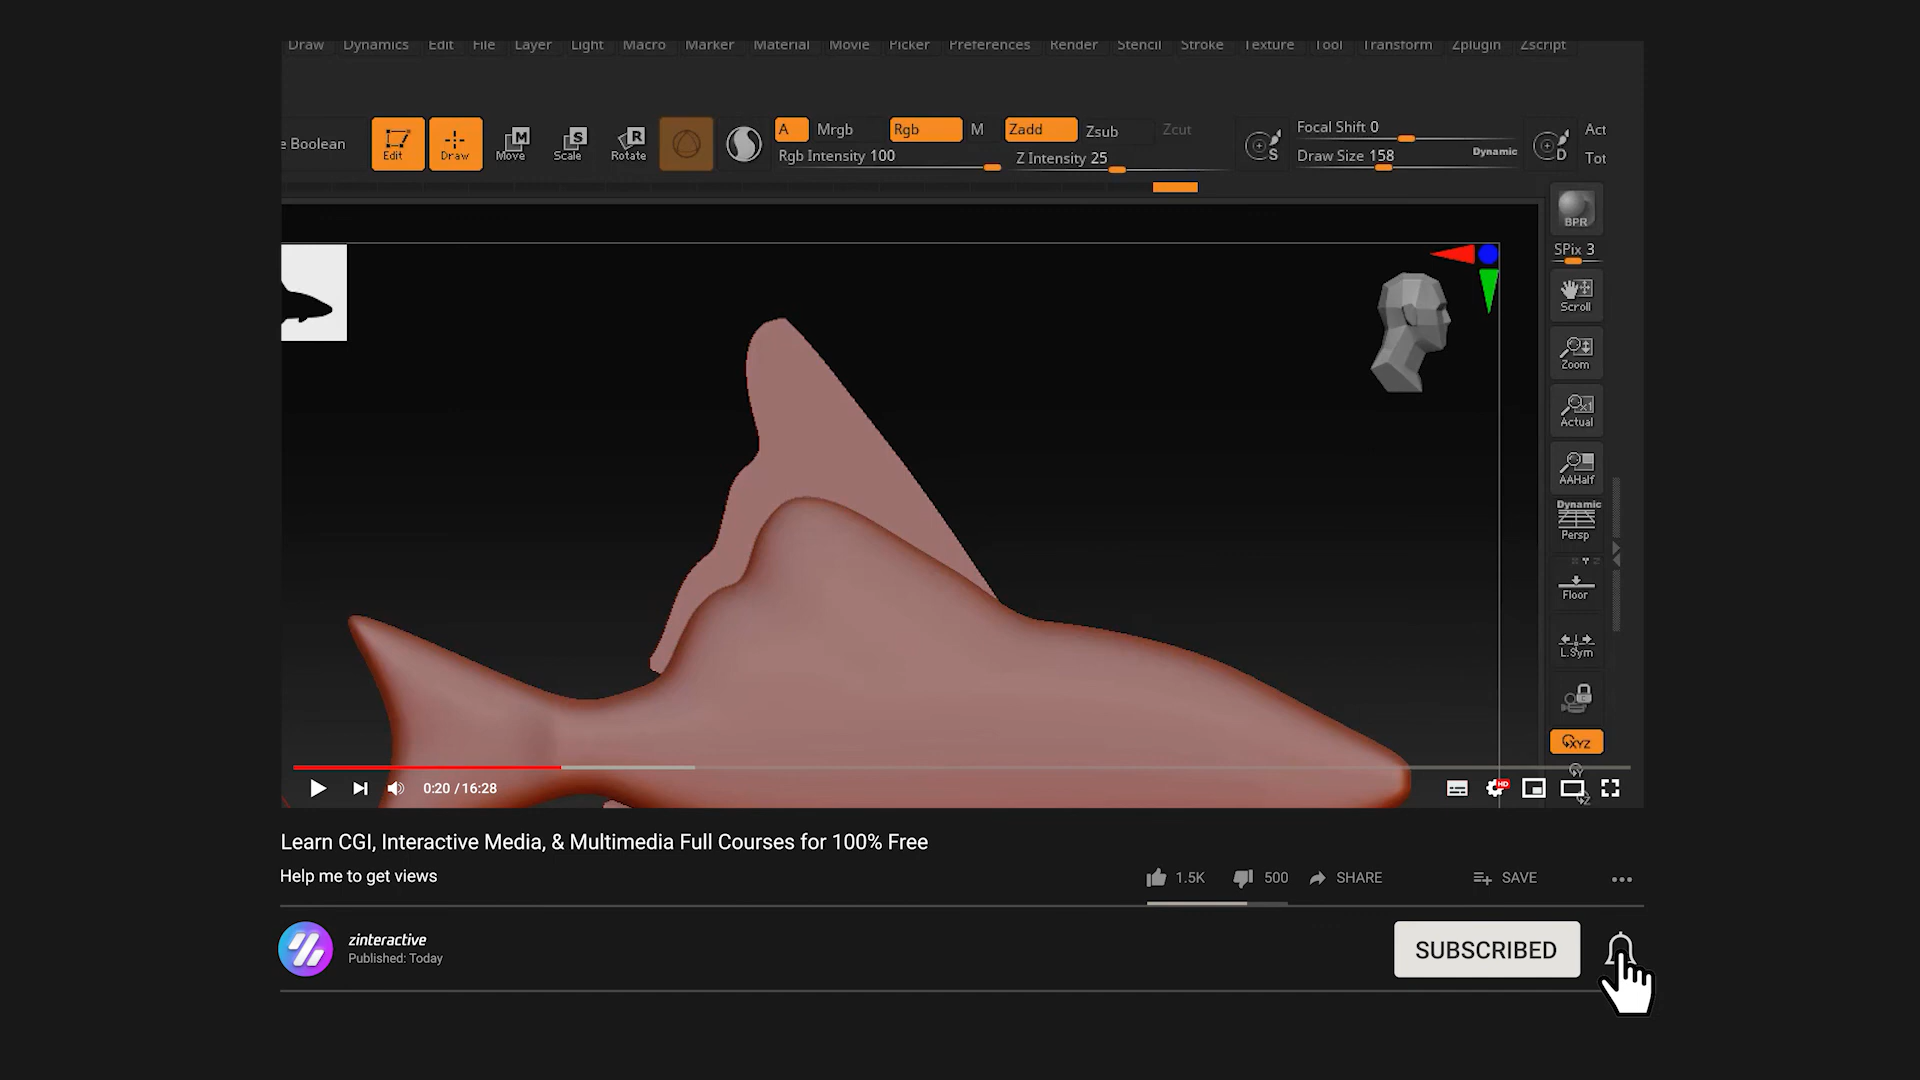 Draw Dynamics Edit File Layer Light Macro Marker Material Movie Picker Preferences Render Stencil Stroke Texture Tool Transform Zplugin Zscript
e Boolean Edit Draw Move Scale Rotate
M S R
A Mrgb Rgb M Zadd Zsub Zcut
Rgb Intensity 100 Z Intensity 25
S Focal Shift 0
Draw Size 158 Dynamic D
Act
Tot
BPR
SPix 3
Scroll
Zoom
x1
Actual
AAHalf
Dynamic
Persp
Floor
L.Sym
XYZ
0:20 / 16:28
HD
Learn CGI, Interactive Media, & Multimedia Full Courses for 100% Free
Help me to get views
1.5K 500 SHARE SAVE
zinteractive
Published: Today
SUBSCRIBED